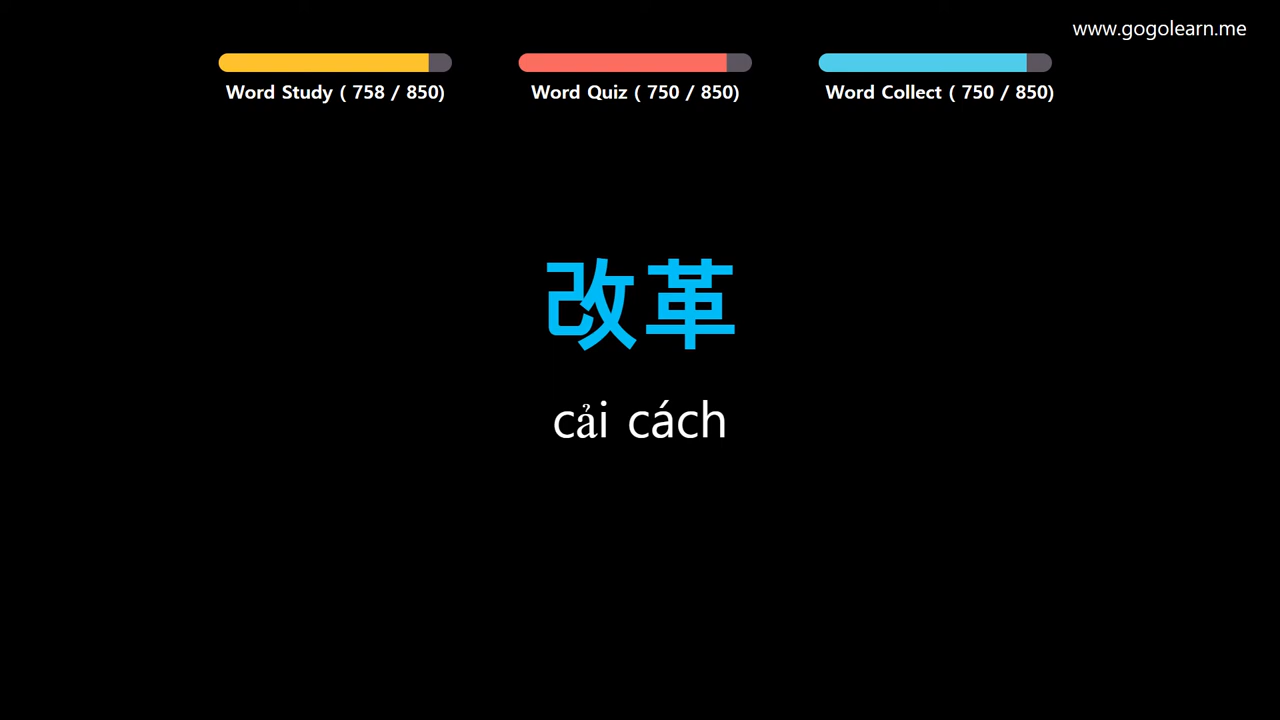 www.gogolearn.me
Word Study ( 758 / 850)
Word Quiz ( 750 / 850)
Word Collect ( 750 / 850)
改革
cải cách